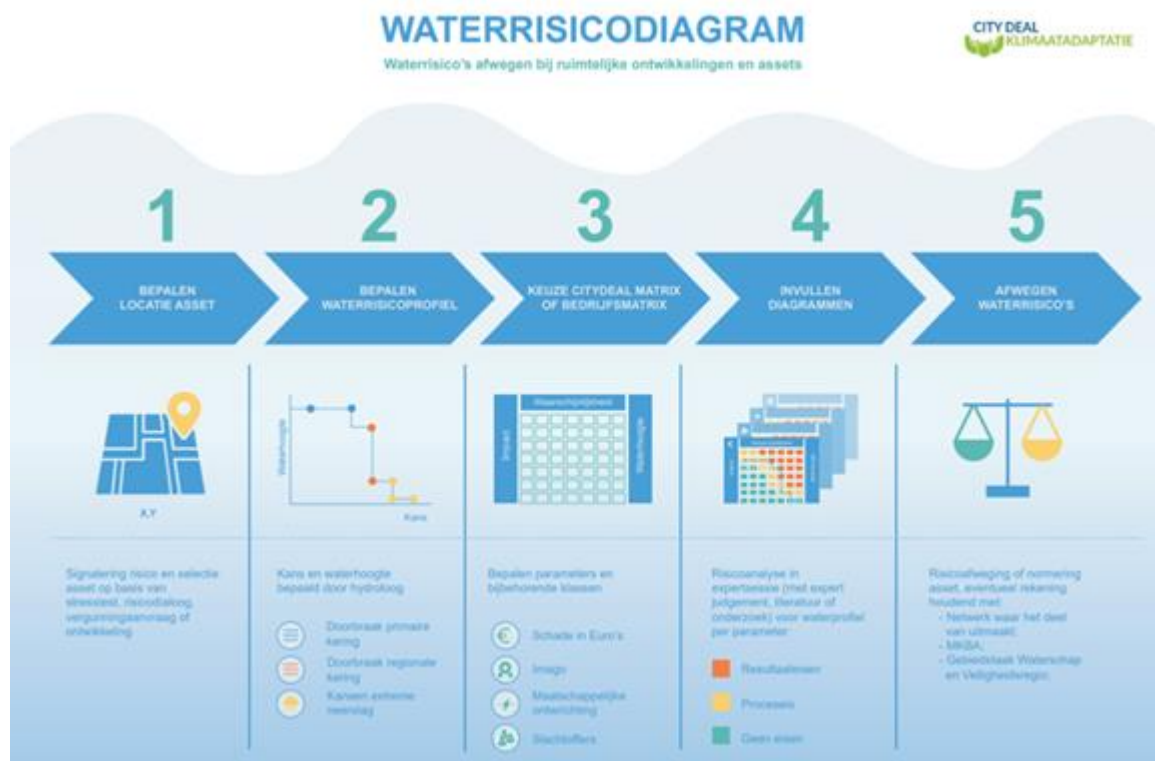 WATERRISICODIAGRAM
Waterrisico's afwegen bij ruimtelijke ontwikkelingen en assets
CITY DEAL
KLIMAATADAPTATIE
1
BEPALEN
LOCATIE ASSET
X,Y
Signalering risico en selectie
asset op basis van
stresstest, risicodialoog,
vergunningaanvraag of
ontwikkeling
2
BEPALEN
WATERRISICOPROFIEL
Waterhoogte
Kans
Kans en waterhoogte
bepaald door hydroloog
Doorbraak primaire
kering
Doorbraak regionale
kering
Kansen extreme
neerslag
3
KEUZE CITYDEAL MATRIX
OF BEDRIJFSMATRIX
Waarschijnlijkheid
Impact
Waterhoogte
Bepalen parameters en
bijbehorende klassen
Schade in Euro's
Imago
Maatschappelijke
ontwrichting
Slachtoffers
4
INVULLEN
DIAGRAMMEN
Risicoanalyse in
expertsessie (met expert
judgement, literatuur of
onderzoek) voor waterprofiel
per parameter
Resultaateisen
Proceseis
Geen eisen
5
AFWEGEN
WATERRISICO'S
Risicoafweging of normering
asset, eventueel rekening
houdend met:
- Netwerk waar het deel
van uitmaakt;
- MKBA;
- Gebiedstaak Waterschap
en Veiligheidsregio;